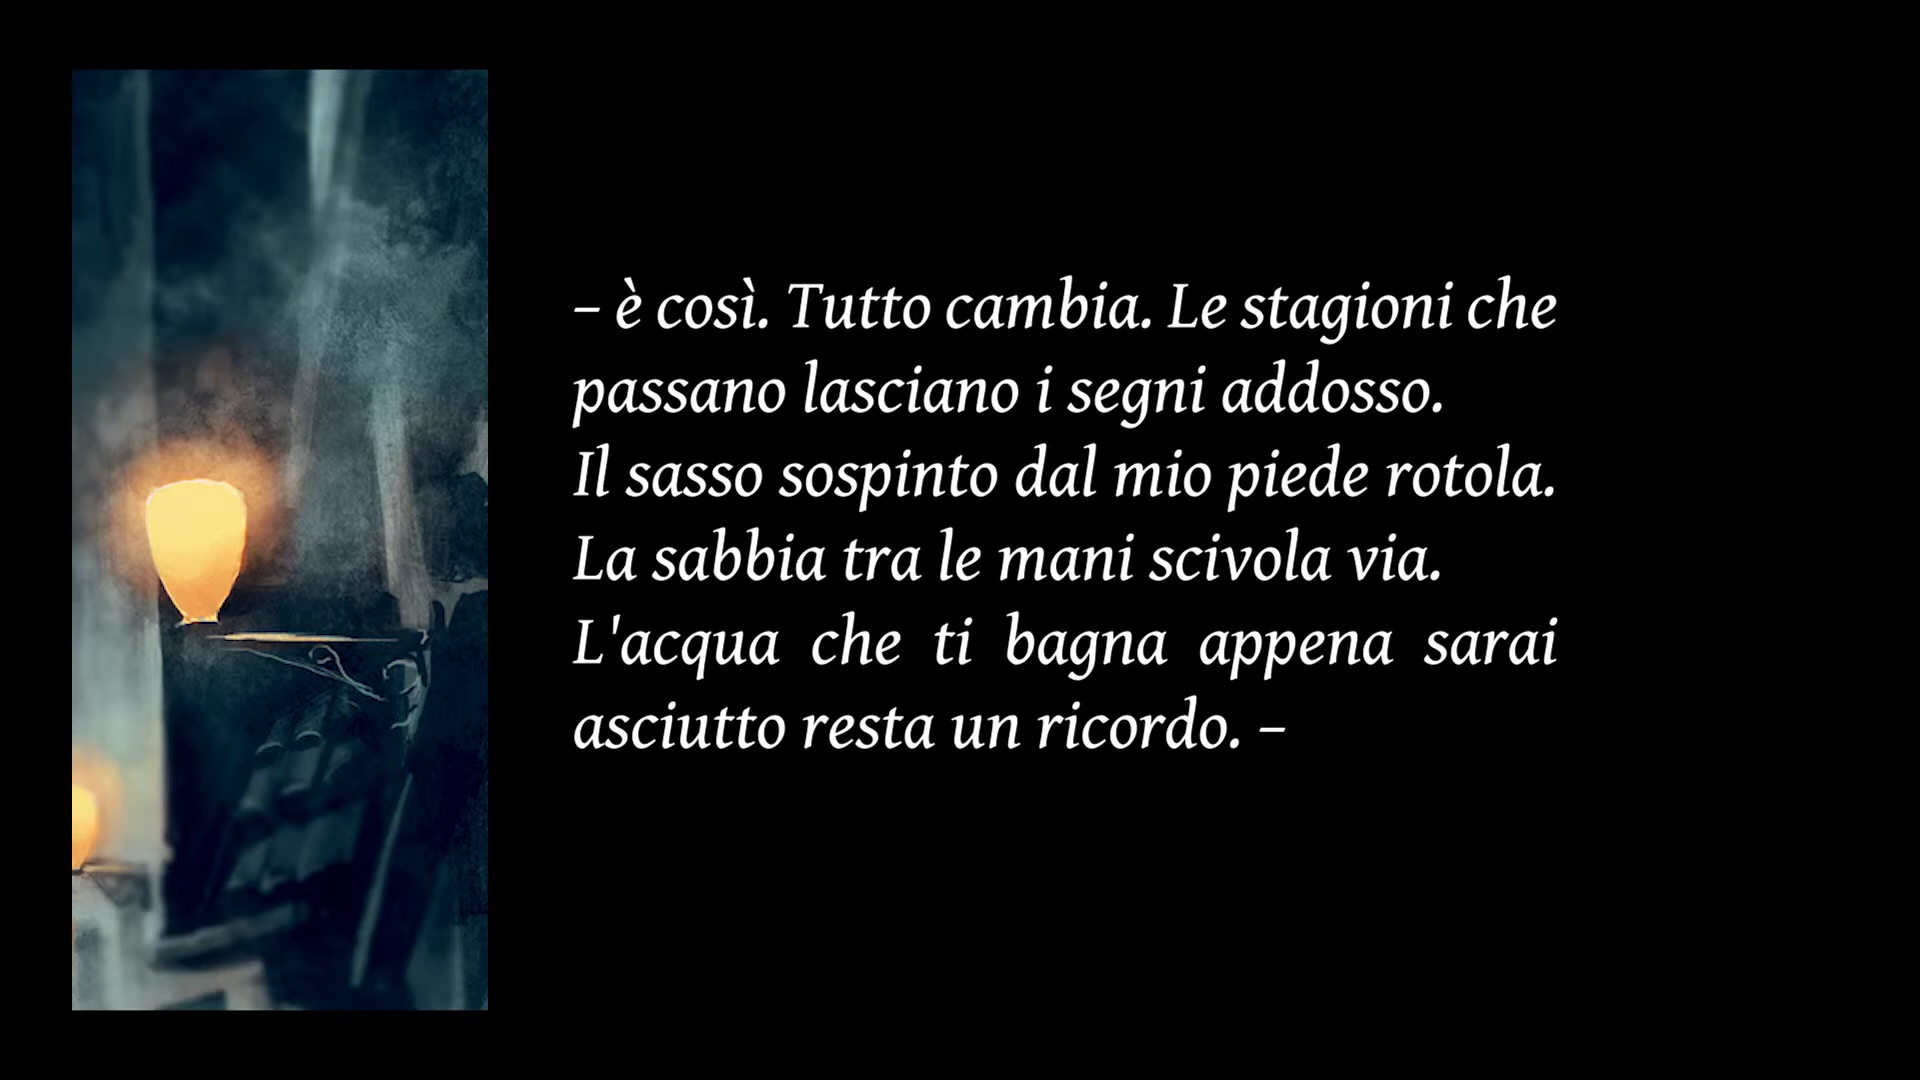 – è così. Tutto cambia. Le stagioni che
passano lasciano i segni addosso.
Il sasso sospinto dal mio piede rotola.
La sabbia tra le mani scivola via.
L'acqua che ti bagna appena sarai
asciutto resta un ricordo. –